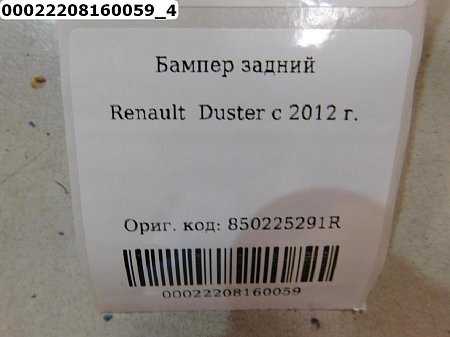 00022208160059_4
Бампер задний
Renault Duster с 2012 г.
Ориг. код: 850225291R
00022208160059